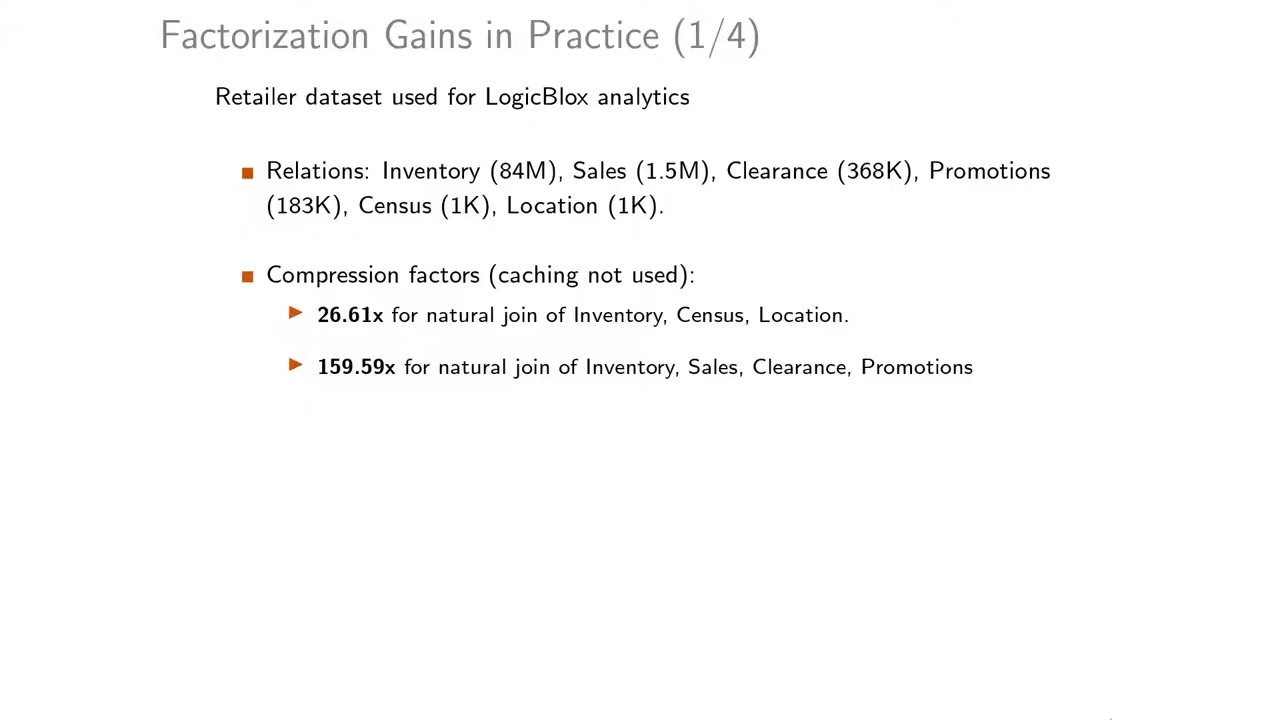 Factorization Gains in Practice (1/4)
Retailer dataset used for LogicBlox analytics
Relations: Inventory (84M), Sales (1.5M), Clearance (368K), Promotions
(183K), Census (1K), Location (1K).
Compression factors (caching not used):
26.61x for natural join of Inventory, Census, Location.
159.59x for natural join of Inventory, Sales, Clearance, Promotions